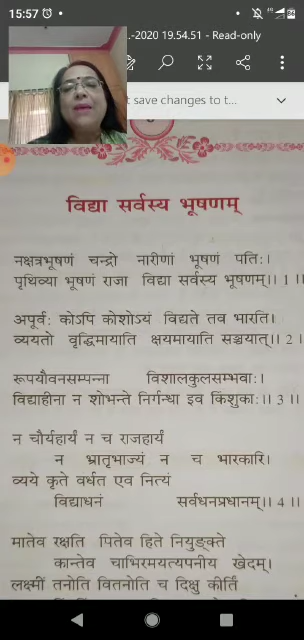 15:57
4G
.-2020 19.54.51 - Read-only
t save changes to t...
विद्या सर्वस्य भूषणम्
नक्षत्रभूषणं चन्द्रो नारीणां भूषणं पतिः।
पृथिव्या भूषणं राजा विद्या सर्वस्य भूषणम्।। 1 ।।
अपूर्वः कोऽपि कोशोऽयं विद्यते तव भारति।
व्ययतो वृद्धिमायाति क्षयमायाति सञ्चयात्।। 2 ।।
रूपयौवनसम्पन्ना विशालकुलसम्भवाः।
विद्याहीना न शोभन्ते निर्गन्धा इव किंशुकाः।। 3 ।।
न चौर्यहार्यं न च राजहार्यं
न भ्रातृभाज्यं न च भारकारि।
व्यये कृते वर्धत एव नित्यं
विद्याधनं सर्वधनप्रधानम्।। 4 ।।
मातेव रक्षति पितेव हिते नियुङ्क्ते
कान्तेव चाभिरमयत्यपनीय खेदम्।
लक्ष्मीं तनोति वितनोति च दिक्षु कीर्तिं